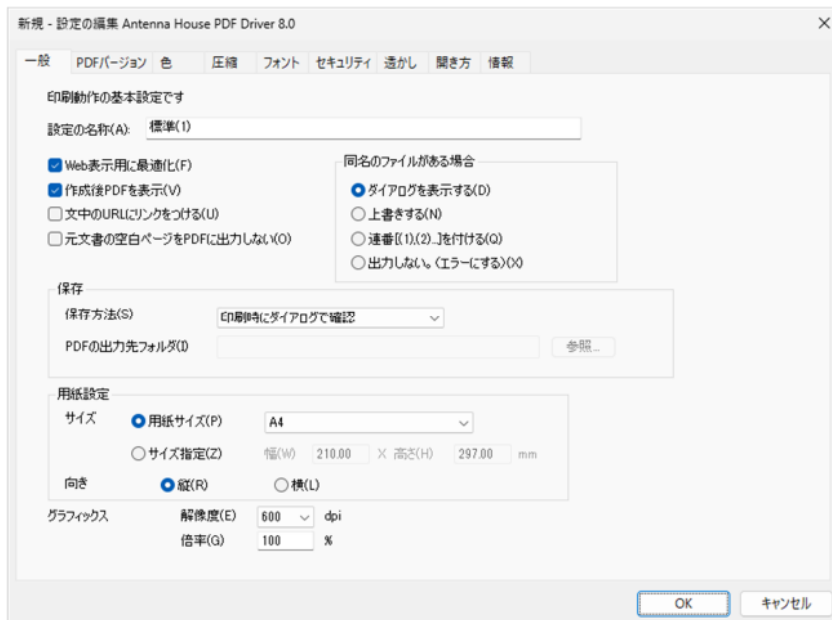 新規 - 設定の編集 Antenna House PDF Driver 8.0
一般 PDFバージョン 色 圧縮 フォント セキュリティ 透かし 開き方 情報
印刷動作の基本設定です
設定の名称(A): 標準(1)
Web表示用に最適化(F)
作成後PDFを表示(V)
文中のURLにリンクをつける(U)
元文書の空白ページをPDFに出力しない(O)
同名のファイルがある場合
ダイアログを表示する(D)
上書きする(N)
連番[(1),(2)...]を付ける(Q)
出力しない。(エラーにする)(X)
保存
保存方法(S) 印刷時にダイアログで確認
PDFの出力先フォルダ(I) 参照...
用紙設定
サイズ 用紙サイズ(P) A4
サイズ指定(Z) 幅(W) 210.00 X 高さ(H) 297.00 mm
向き 縦(R) 横(L)
グラフィックス 解像度(E) 600 dpi
倍率(G) 100 %
OK キャンセル